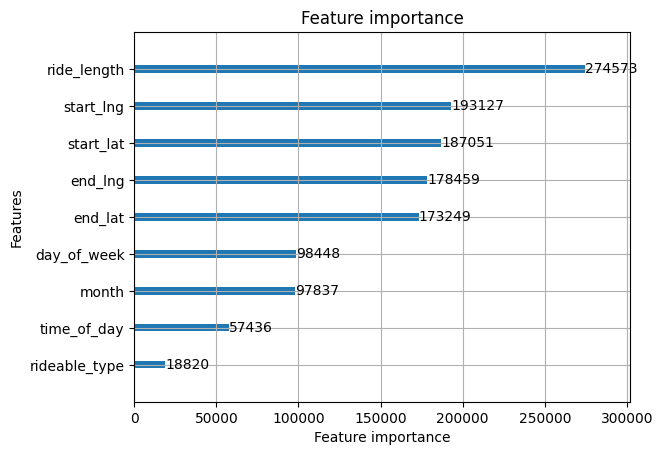 Feature importance
ride_length 274573
start_lng 193127
start_lat 187051
end_lng 178459
end_lat 173249
day_of_week 98448
month 97837
time_of_day 57436
rideable_type 18820
Features
0 50000 100000 150000 200000 250000 300000
Feature importance